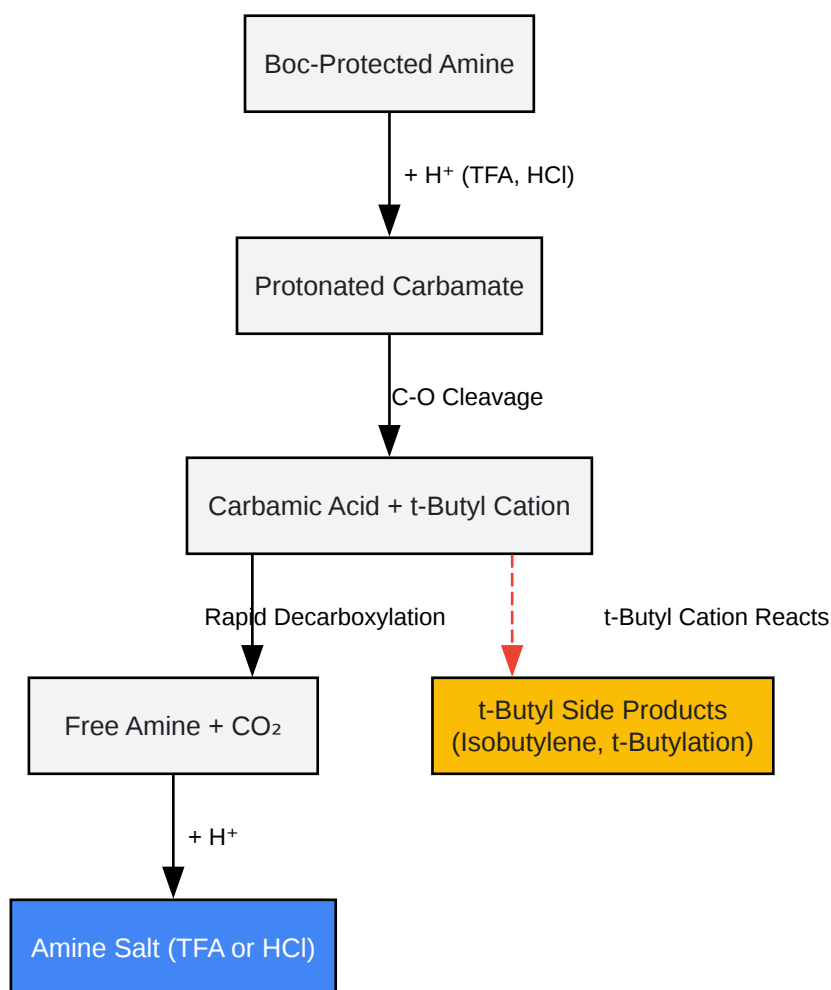 Boc-Protected Amine
+ H⁺ (TFA, HCl)
Protonated Carbamate
C-O Cleavage
Carbamic Acid + t-Butyl Cation
Rapid Decarboxylation
t-Butyl Cation Reacts
Free Amine + CO₂
t-Butyl Side Products
(Isobutylene, t-Butylation)
+ H⁺
Amine Salt (TFA or HCl)